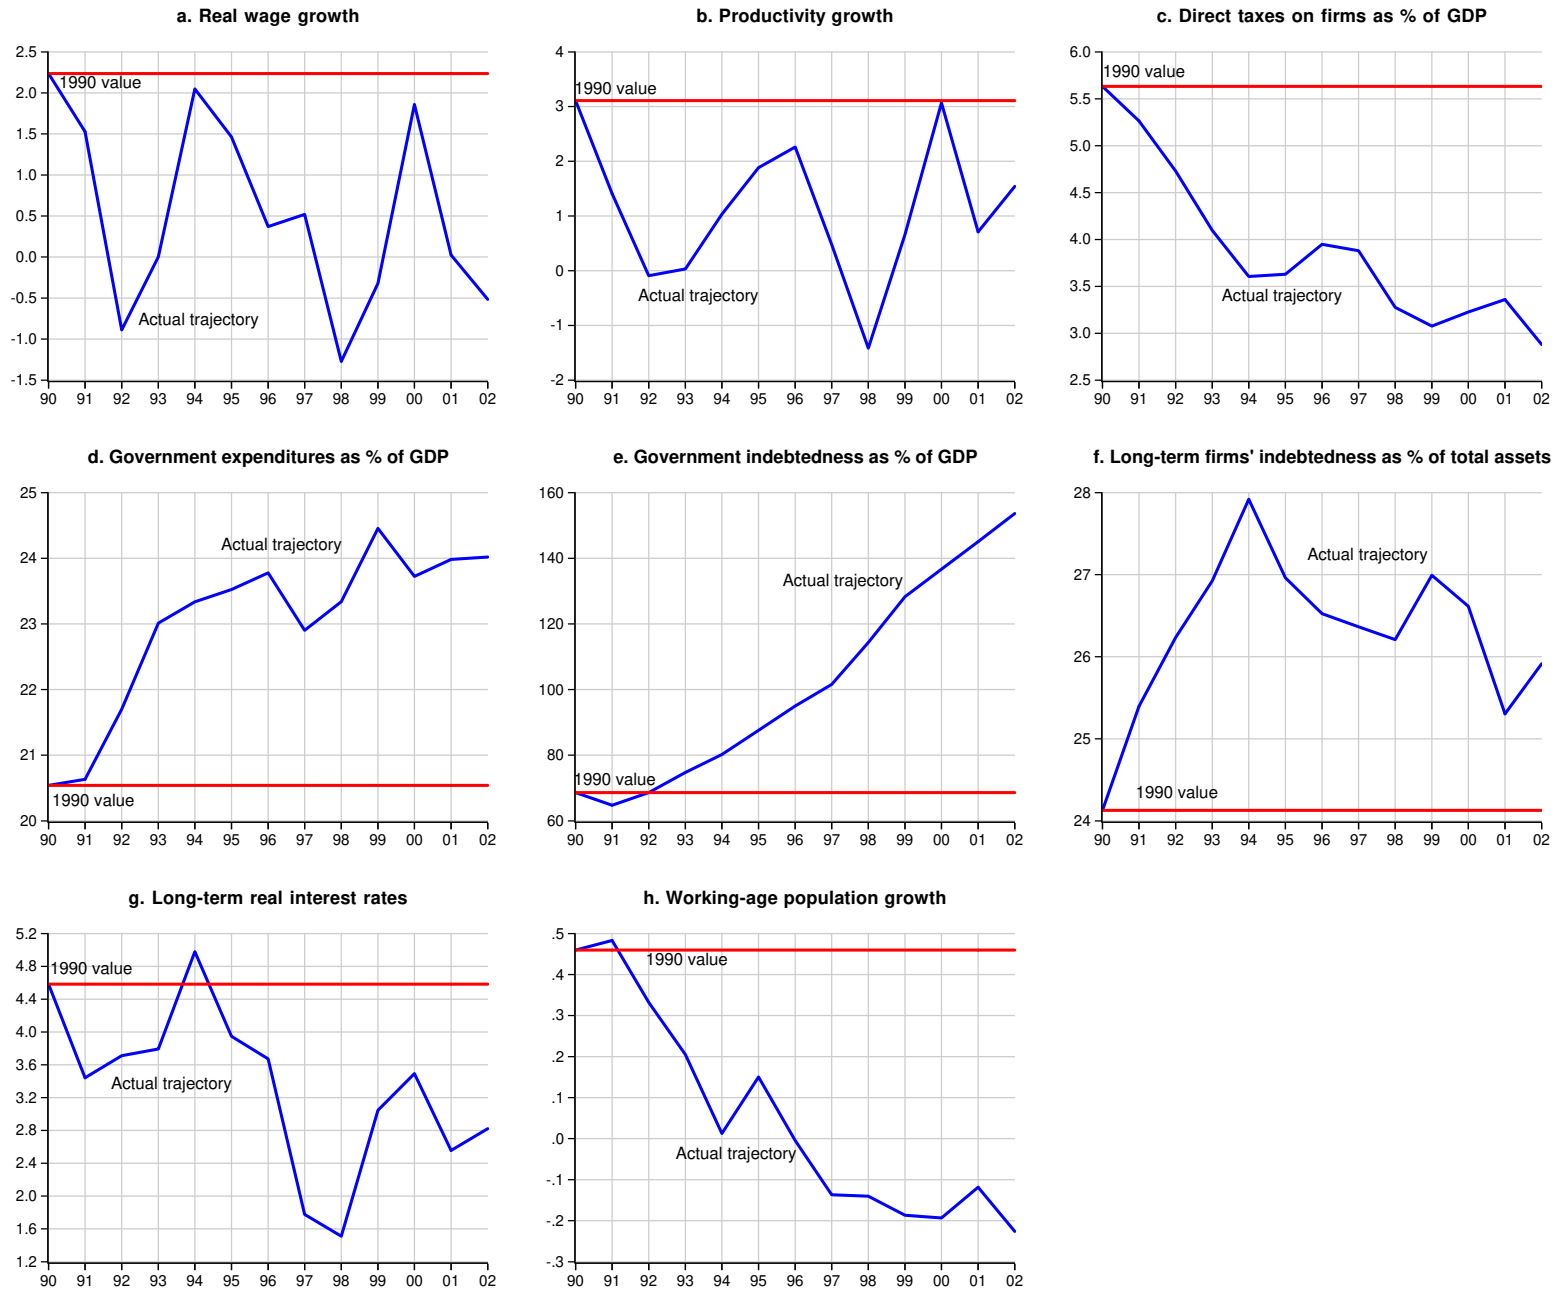 a. Real wage growth
2.5
2.0
1.5
1.0
0.5
0.0
-0.5
-1.0
-1.5
1990 value
Actual trajectory
90 91 92 93 94 95 96 97 98 99 00 01 02
b. Productivity growth
4
3
2
1
0
-1
-2
1990 value
Actual trajectory
90 91 92 93 94 95 96 97 98 99 00 01 02
c. Direct taxes on firms as % of GDP
6.0
5.5
5.0
4.5
4.0
3.5
3.0
2.5
1990 value
Actual trajectory
90 91 92 93 94 95 96 97 98 99 00 01 02
d. Government expenditures as % of GDP
25
24
23
22
21
20
Actual trajectory
1990 value
90 91 92 93 94 95 96 97 98 99 00 01 02
e. Government indebtedness as % of GDP
160
140
120
100
80
60
Actual trajectory
1990 value
90 91 92 93 94 95 96 97 98 99 00 01 02
f. Long-term firms' indebtedness as % of total assets
28
27
26
25
24
Actual trajectory
1990 value
90 91 92 93 94 95 96 97 98 99 00 01 02
g. Long-term real interest rates
5.2
4.8
4.4
4.0
3.6
3.2
2.8
2.4
2.0
1.6
1.2
1990 value
Actual trajectory
90 91 92 93 94 95 96 97 98 99 00 01 02
h. Working-age population growth
.5
.4
.3
.2
.1
.0
-.1
-.2
-.3
1990 value
Actual trajectory
90 91 92 93 94 95 96 97 98 99 00 01 02